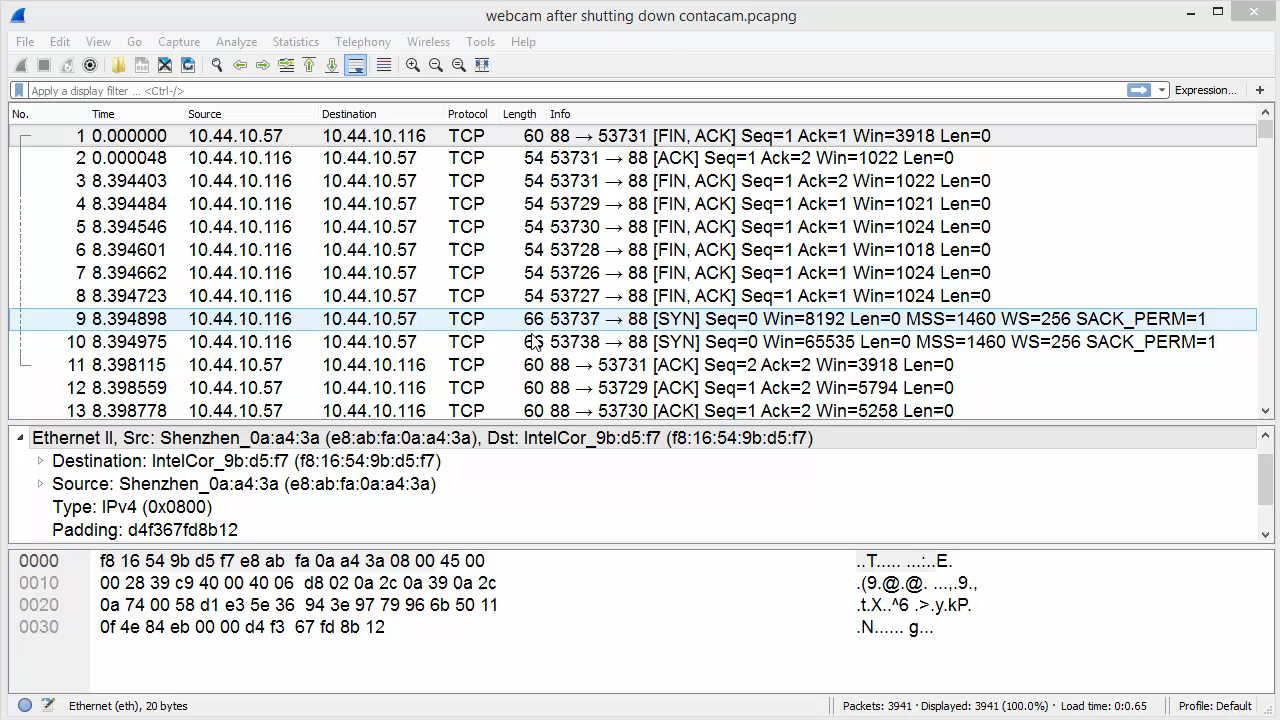 webcam after shutting down contacam.pcapng
File Edit View Go Capture Analyze Statistics Telephony Wireless Tools Help
Apply a display filter ... <Ctrl-/> Expression... +
No. Time Source Destination Protocol Length Info
1 0.000000 10.44.10.57 10.44.10.116 TCP 60 88 → 53731 [FIN, ACK] Seq=1 Ack=1 Win=3918 Len=0
2 0.000048 10.44.10.116 10.44.10.57 TCP 54 53731 → 88 [ACK] Seq=1 Ack=2 Win=1022 Len=0
3 8.394403 10.44.10.116 10.44.10.57 TCP 54 53731 → 88 [FIN, ACK] Seq=1 Ack=2 Win=1022 Len=0
4 8.394484 10.44.10.116 10.44.10.57 TCP 54 53729 → 88 [FIN, ACK] Seq=1 Ack=1 Win=1021 Len=0
5 8.394546 10.44.10.116 10.44.10.57 TCP 54 53730 → 88 [FIN, ACK] Seq=1 Ack=1 Win=1024 Len=0
6 8.394601 10.44.10.116 10.44.10.57 TCP 54 53728 → 88 [FIN, ACK] Seq=1 Ack=1 Win=1018 Len=0
7 8.394662 10.44.10.116 10.44.10.57 TCP 54 53726 → 88 [FIN, ACK] Seq=1 Ack=1 Win=1024 Len=0
8 8.394723 10.44.10.116 10.44.10.57 TCP 54 53727 → 88 [FIN, ACK] Seq=1 Ack=1 Win=1024 Len=0
9 8.394898 10.44.10.116 10.44.10.57 TCP 66 53737 → 88 [SYN] Seq=0 Win=8192 Len=0 MSS=1460 WS=256 SACK_PERM=1
10 8.394975 10.44.10.116 10.44.10.57 TCP 53738 → 88 [SYN] Seq=0 Win=65535 Len=0 MSS=1460 WS=256 SACK_PERM=1
11 8.398115 10.44.10.57 10.44.10.116 TCP 60 88 → 53731 [ACK] Seq=2 Ack=2 Win=3918 Len=0
12 8.398559 10.44.10.57 10.44.10.116 TCP 60 88 → 53729 [ACK] Seq=1 Ack=2 Win=5794 Len=0
13 8.398778 10.44.10.57 10.44.10.116 TCP 60 88 → 53730 [ACK] Seq=1 Ack=2 Win=5258 Len=0
Ethernet II, Src: Shenzhen_0a:a4:3a (e8:ab:fa:0a:a4:3a), Dst: IntelCor_9b:d5:f7 (f8:16:54:9b:d5:f7)
Destination: IntelCor_9b:d5:f7 (f8:16:54:9b:d5:f7)
Source: Shenzhen_0a:a4:3a (e8:ab:fa:0a:a4:3a)
Type: IPv4 (0x0800)
Padding: d4f367fd8b12
0000 f8 16 54 9b d5 f7 e8 ab fa 0a a4 3a 08 00 45 00 ..T..... ...:..E.
0010 00 28 39 c9 40 00 40 06 d8 02 0a 2c 0a 39 0a 2c .(9.@.@. ...,.9.,
0020 0a 74 00 58 d1 e3 5e 36 94 3e 97 79 96 6b 50 11 .t.X..^6 .>.y.kP.
0030 0f 4e 84 eb 00 00 d4 f3 67 fd 8b 12 .N...... g...
Ethernet (eth), 20 bytes Packets: 3941 · Displayed: 3941 (100.0%) · Load time: 0:0.65 Profile: Default